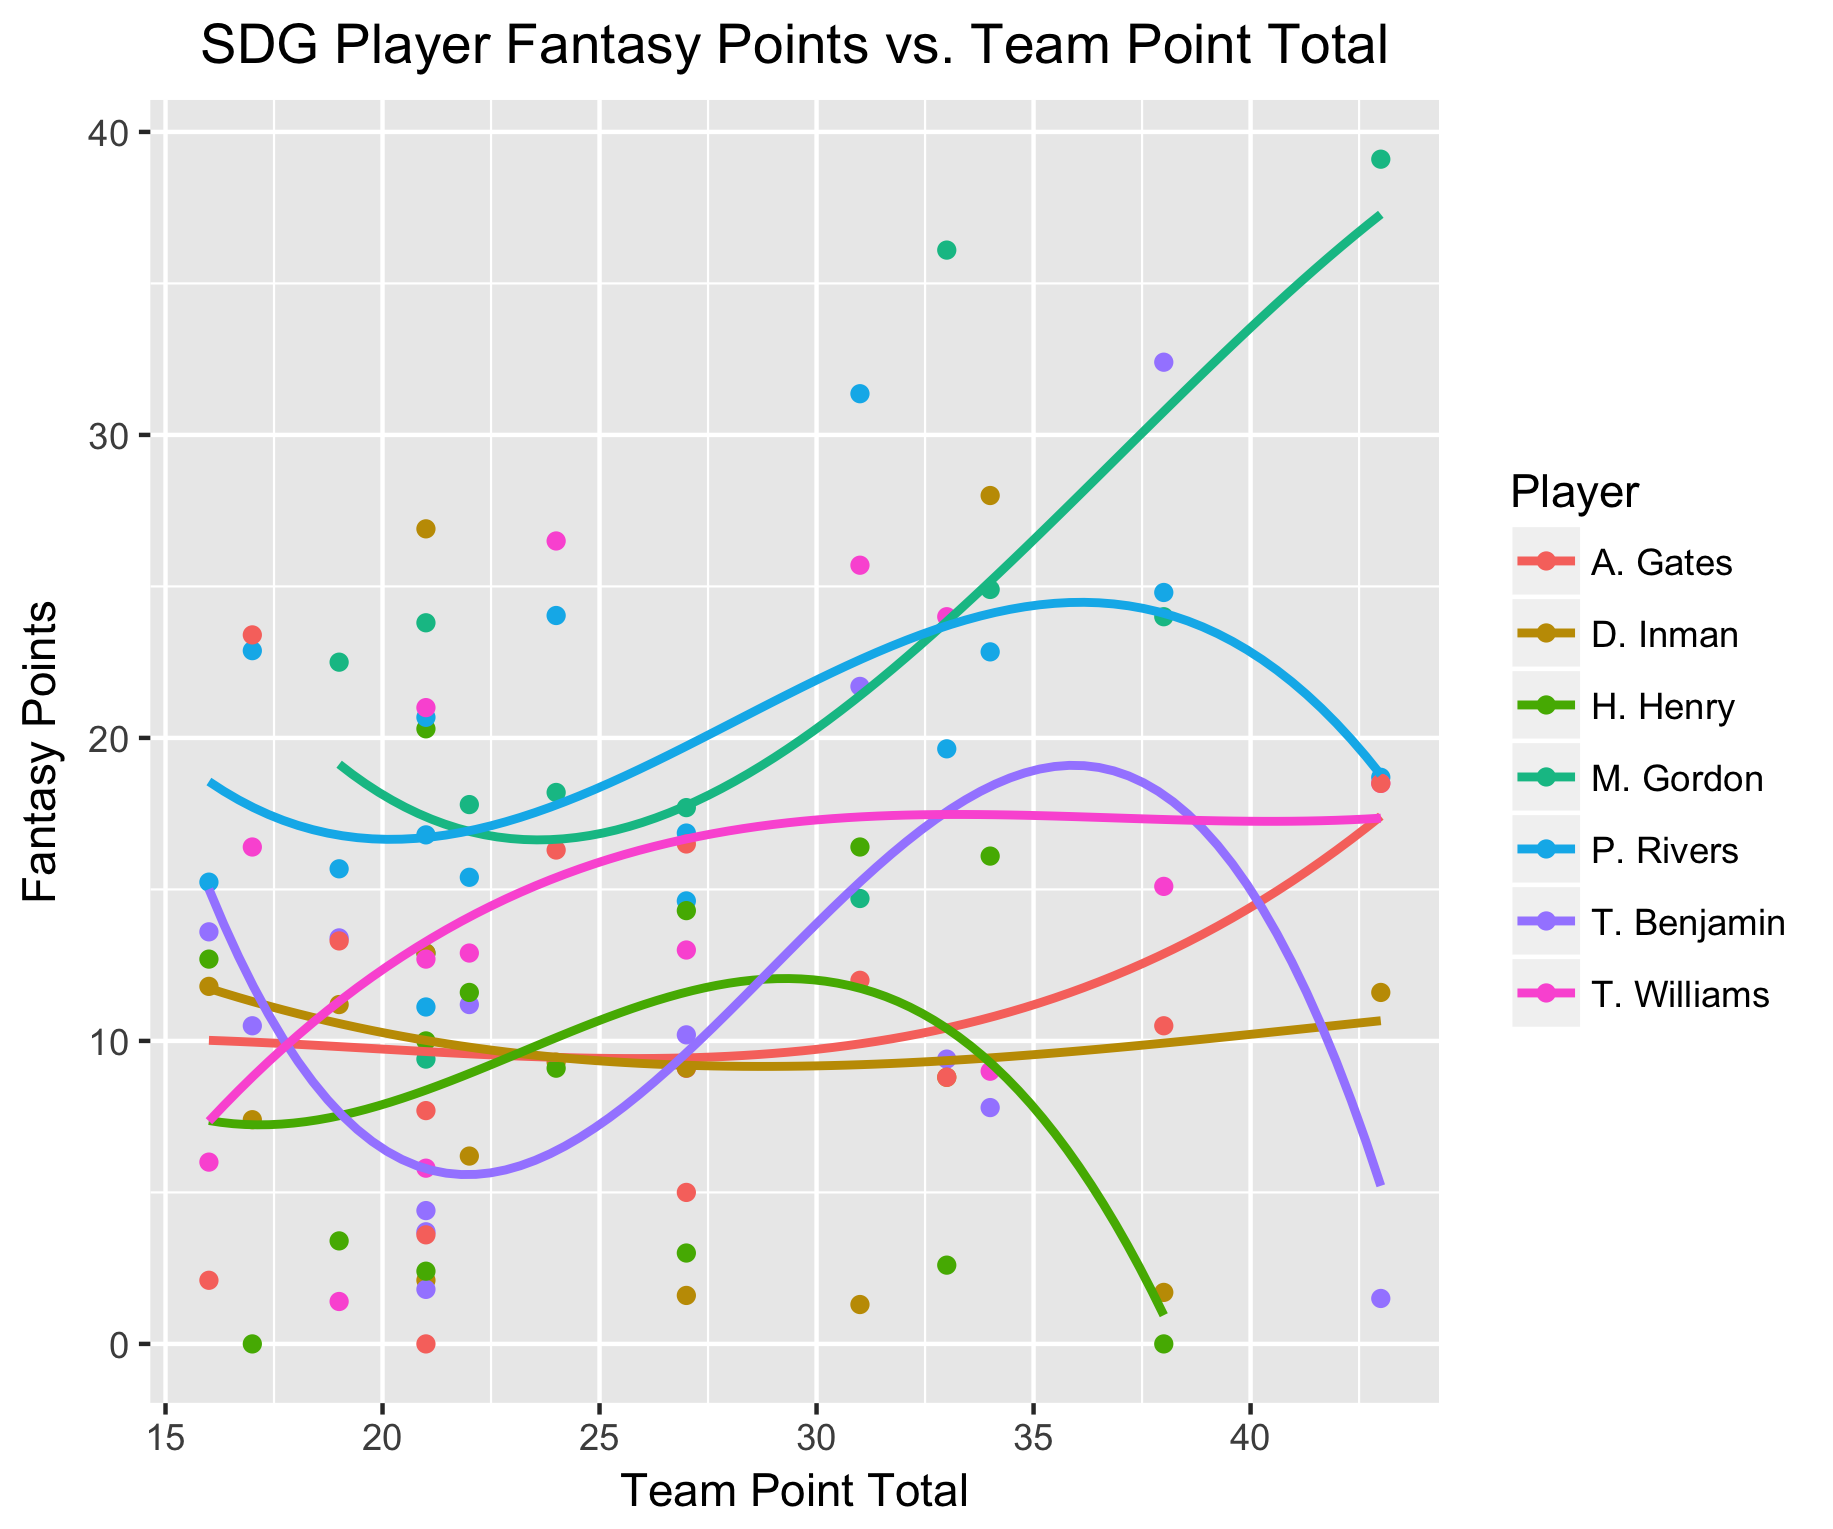 SDG Player Fantasy Points vs. Team Point Total
Fantasy Points
40
30
20
10
0
15 20 25 30 35 40
Team Point Total
Player
A. Gates
D. Inman
H. Henry
M. Gordon
P. Rivers
T. Benjamin
T. Williams